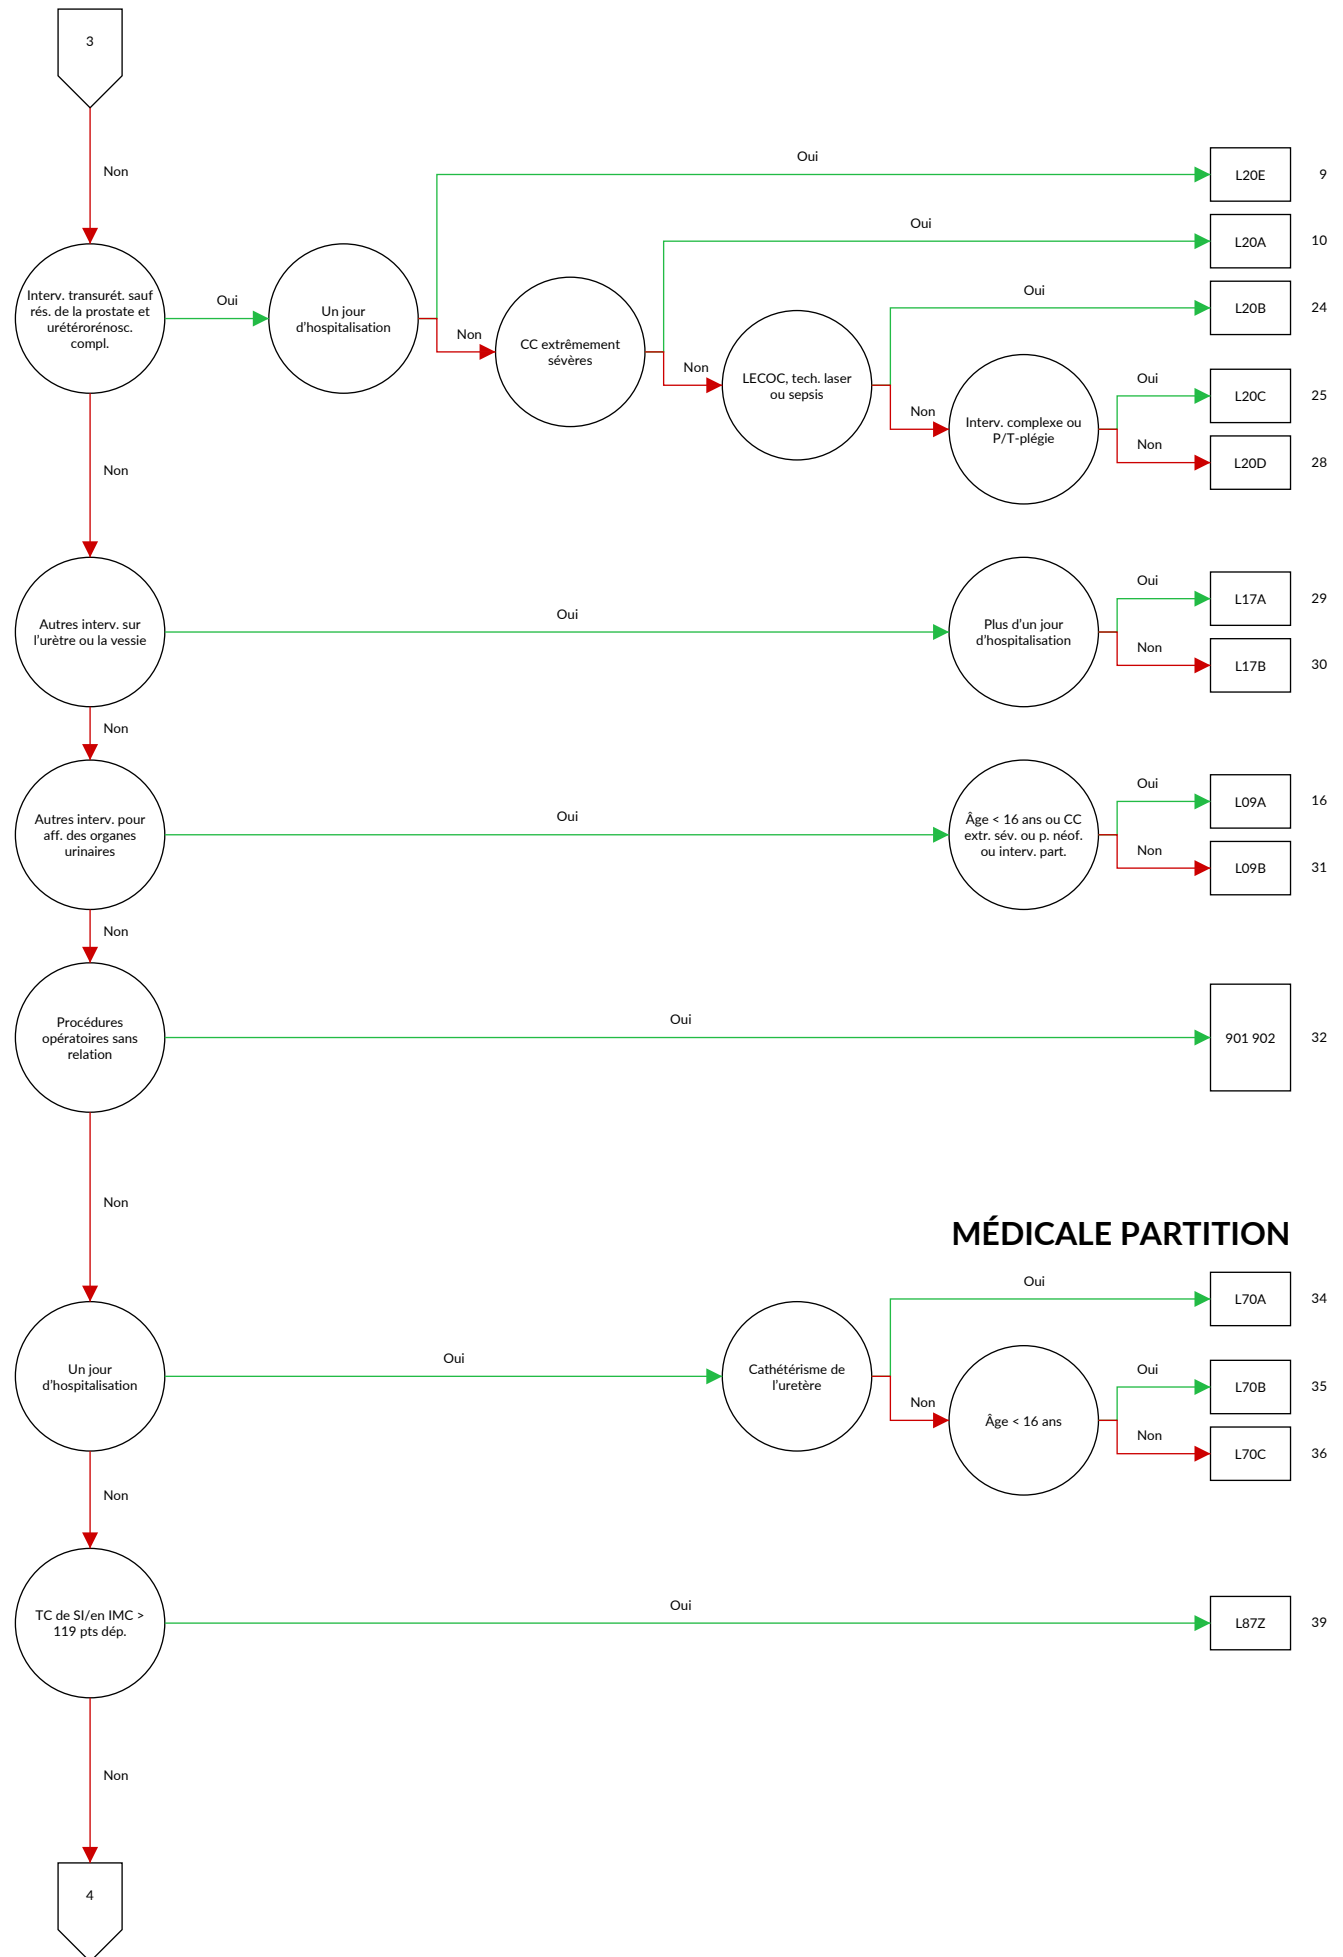 3
Non
Oui
L20E
9
Oui
L20A
10
Interv. transurét. sauf
rés. de la prostate et
urétérorénosc.
compl.
Oui
Un jour
d'hospitalisation
Non
CC extrêmement
sévères
Non
LECOC, tech. laser
ou sepsis
Oui
L20B
24
Non
Interv. complexe ou
P/T-plégie
Oui
L20C
25
Non
L20D
28
Non
Autres interv. sur
l'urètre ou la vessie
Oui
Plus d'un jour
d'hospitalisation
Oui
L17A
29
Non
L17B
30
Non
Autres interv. pour
aff. des organes
urinaires
Oui
Âge < 16 ans ou CC
extr. sév. ou p. néof.
ou interv. part.
Oui
L09A
16
Non
L09B
31
Non
Procédures
opératoires sans
relation
Oui
901 902
32
Non
MÉDICALE PARTITION
Un jour
d'hospitalisation
Oui
Cathétérisme de
l'uretère
Oui
L70A
34
Non
Âge < 16 ans
Oui
L70B
35
Non
L70C
36
Non
TC de SI/en IMC >
119 pts dép.
Oui
L87Z
39
Non
4